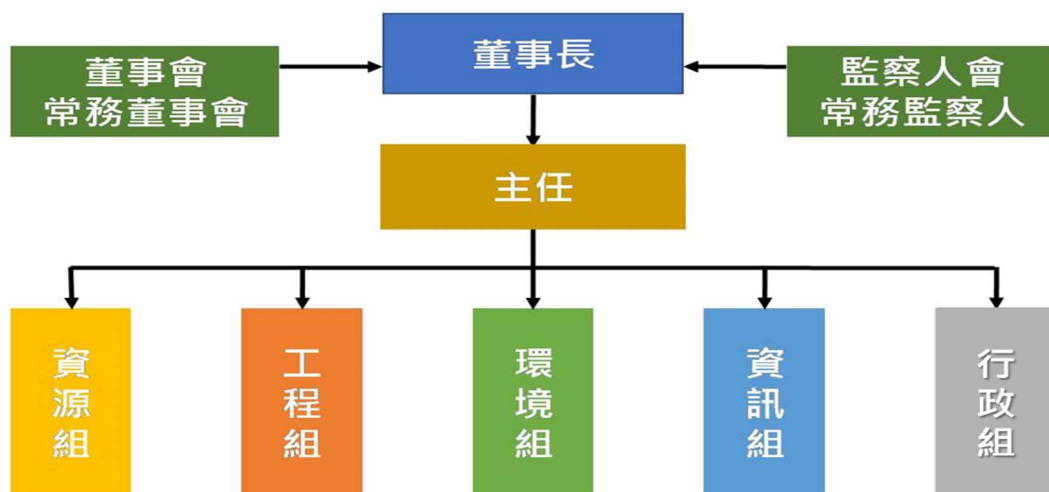 董事長
董事會
常務董事會
監察人會
常務監察人
主任
資源組
工程組
環境組
資訊組
行政組